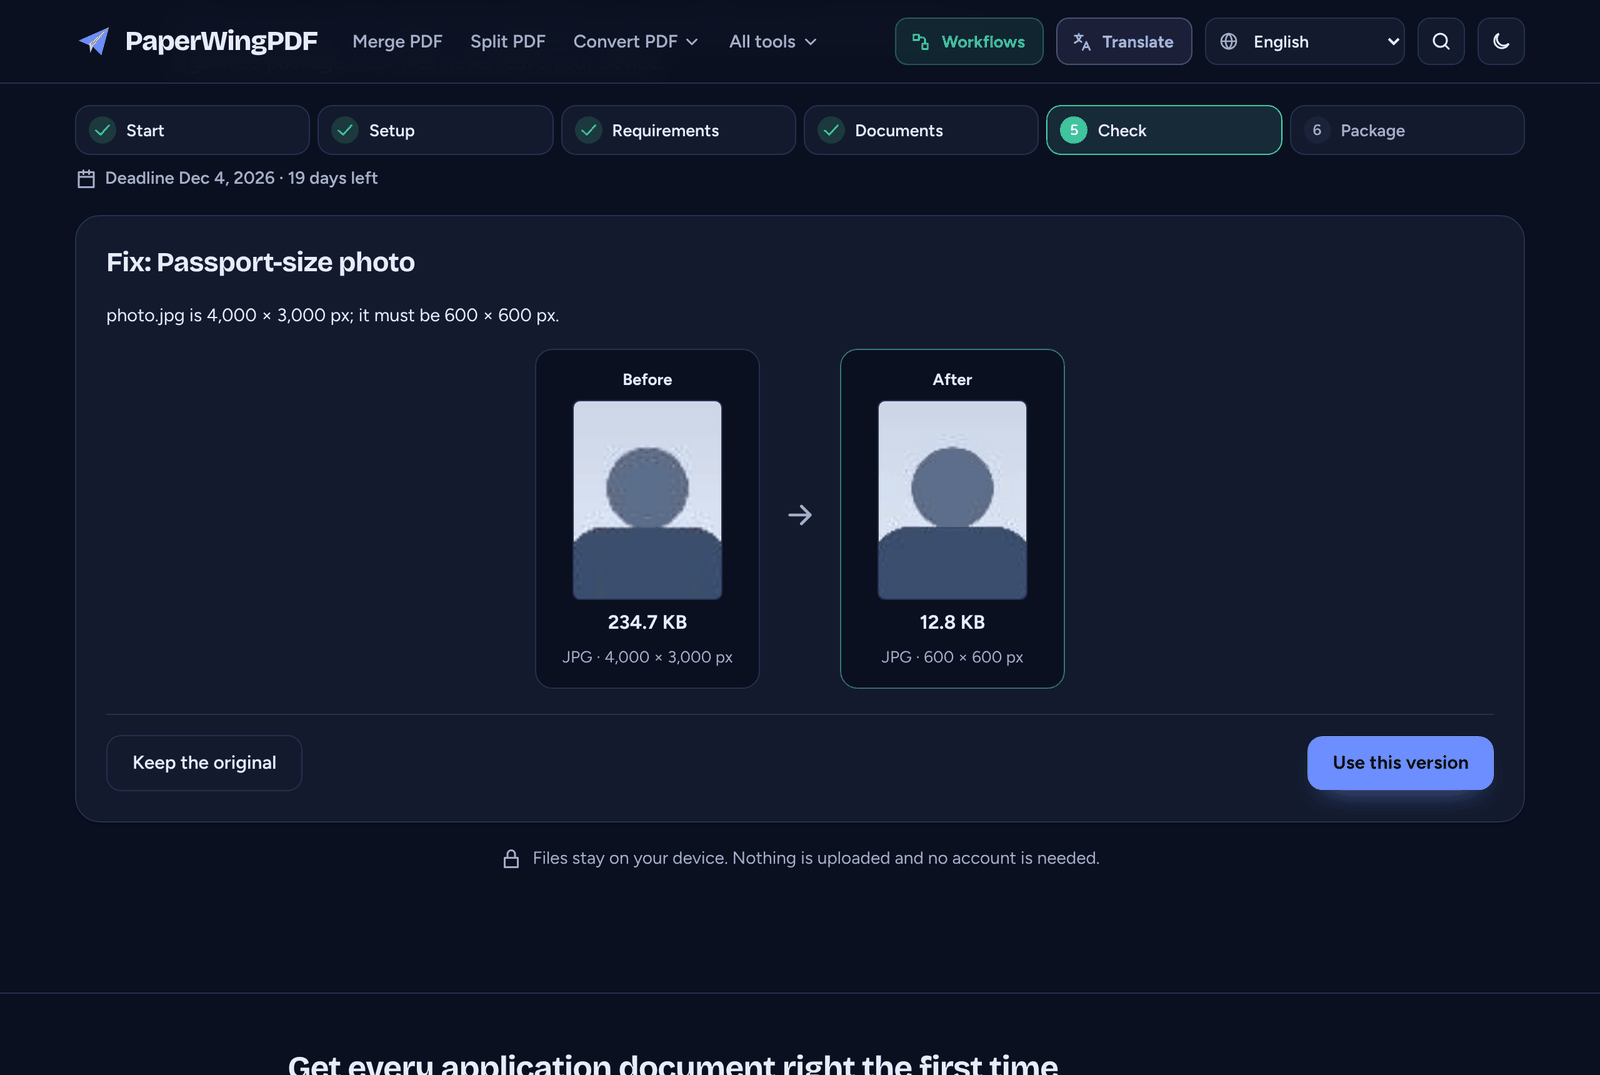 PaperWingPDF Merge PDF Split PDF Convert PDF All tools Workflows Translate English
Start Setup Requirements Documents 5 Check 6 Package
Deadline Dec 4, 2026 · 19 days left
Fix: Passport-size photo
photo.jpg is 4,000 × 3,000 px; it must be 600 × 600 px.
Before After
234.7 KB 12.8 KB
JPG · 4,000 × 3,000 px JPG · 600 × 600 px
Keep the original Use this version
Files stay on your device. Nothing is uploaded and no account is needed.
Get every application document right the first time